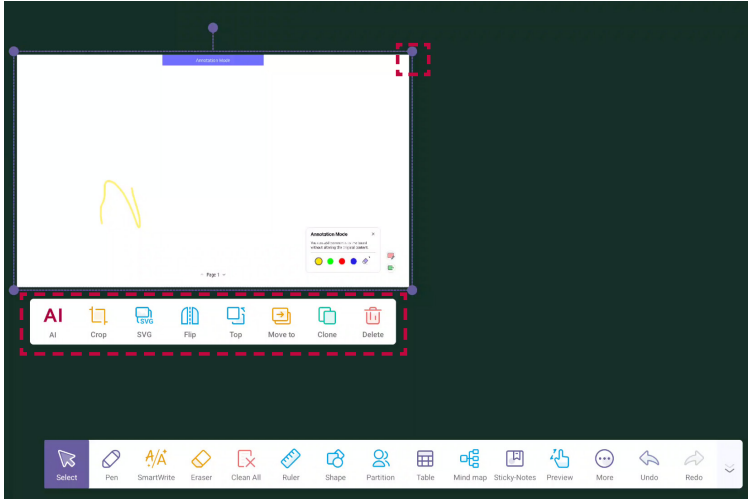 Annotation Mode
Annotation Mode ×
Page 1
AI
SVG
AI Crop SVG Flip Top Move to Clone Delete
Select Pen SmartWrite Eraser Clean All Ruler Shape Partition Table Mind map Sticky-Notes Preview More Undo Redo